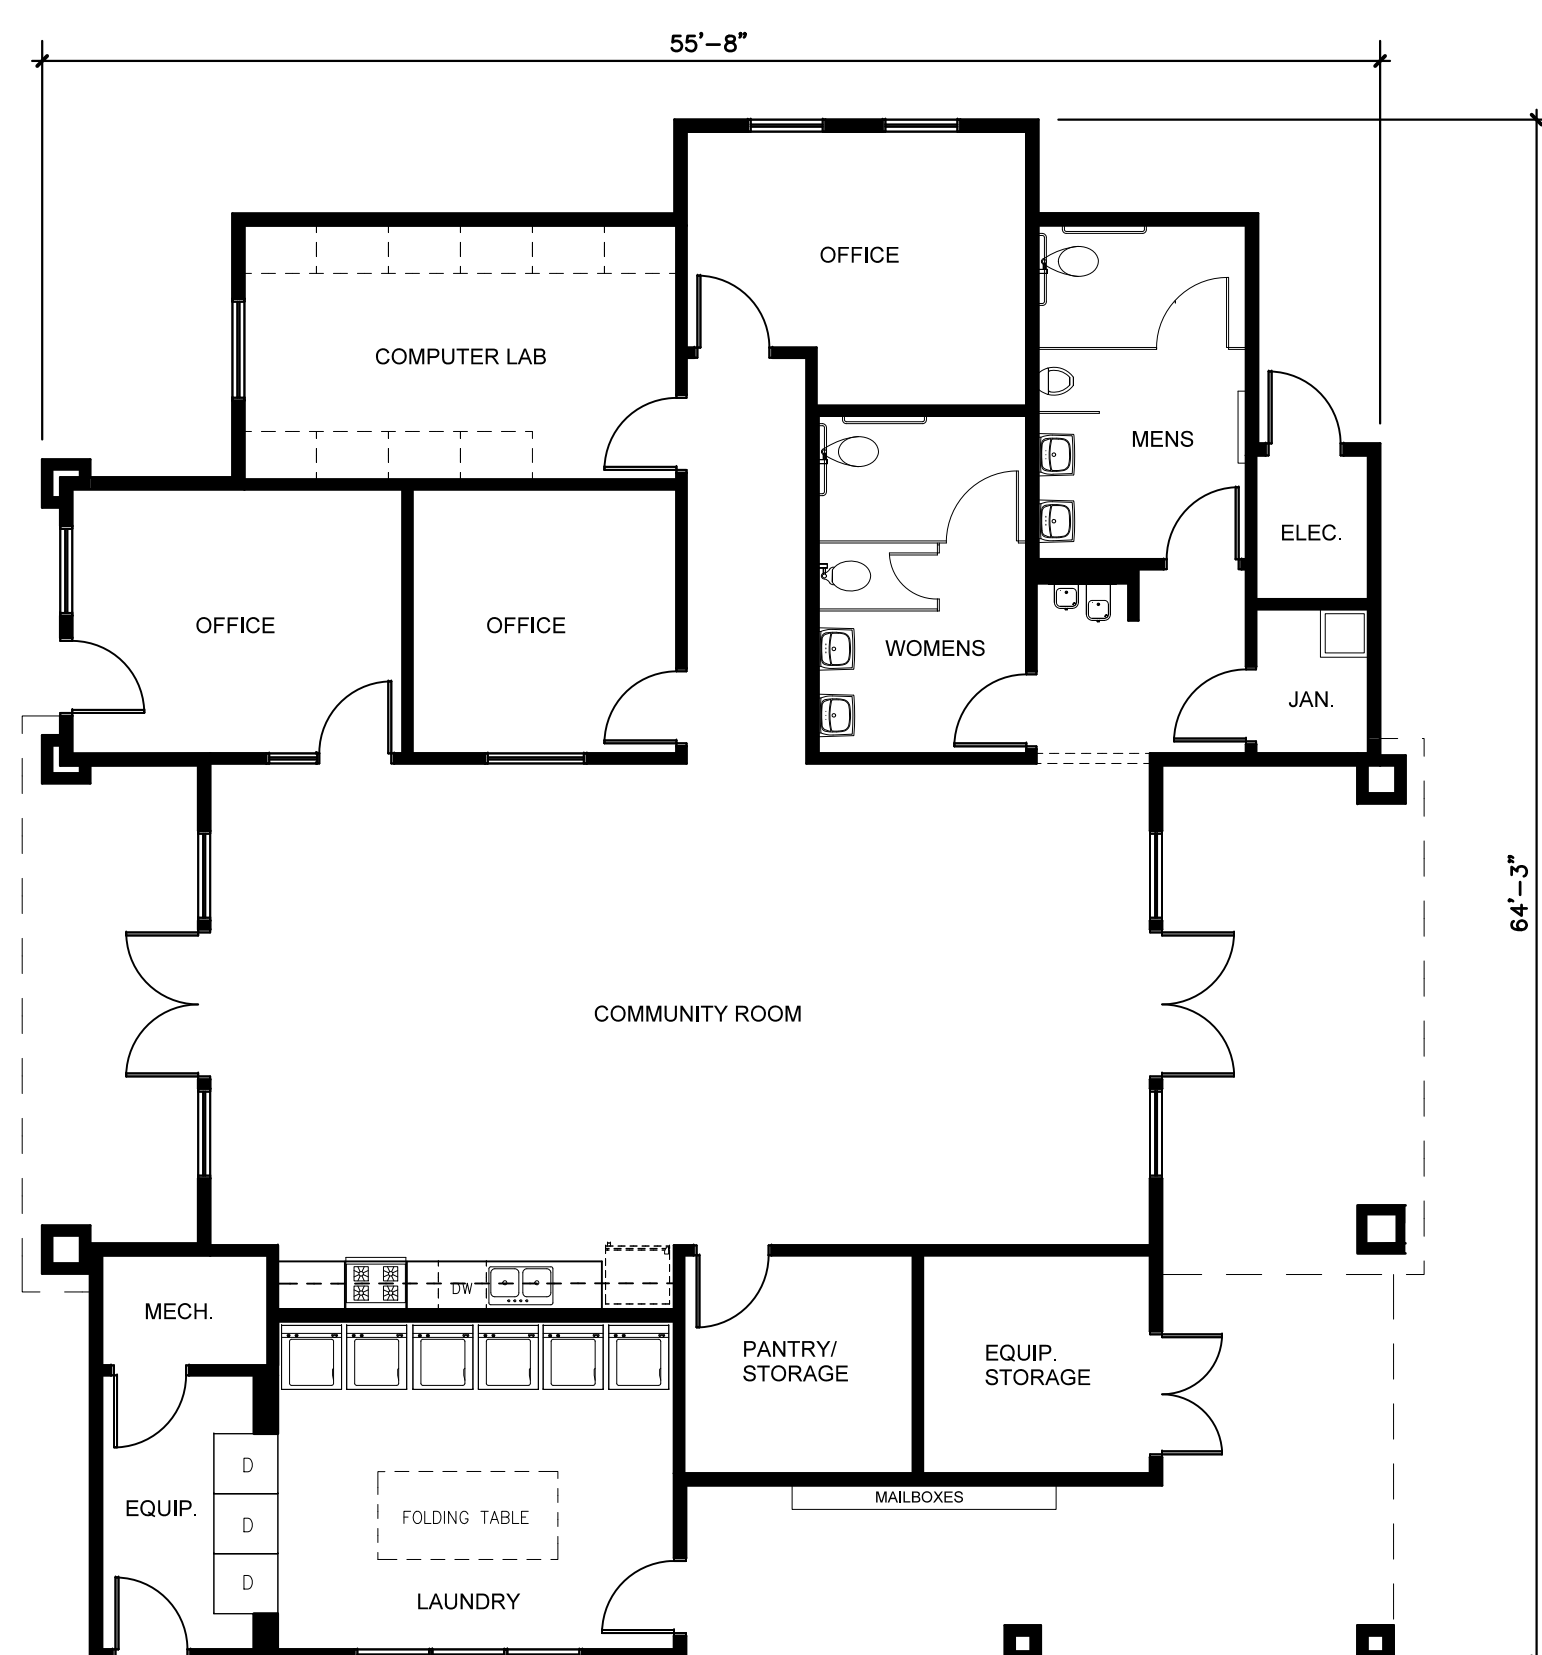 55'-8"
OFFICE
COMPUTER LAB
MENS
ELEC.
OFFICE
OFFICE
WOMENS
JAN.
64'-3"
COMMUNITY ROOM
DW
MECH.
PANTRY/
STORAGE
EQUIP.
STORAGE
D
MAILBOXES
EQUIP.
D
FOLDING TABLE
D
LAUNDRY